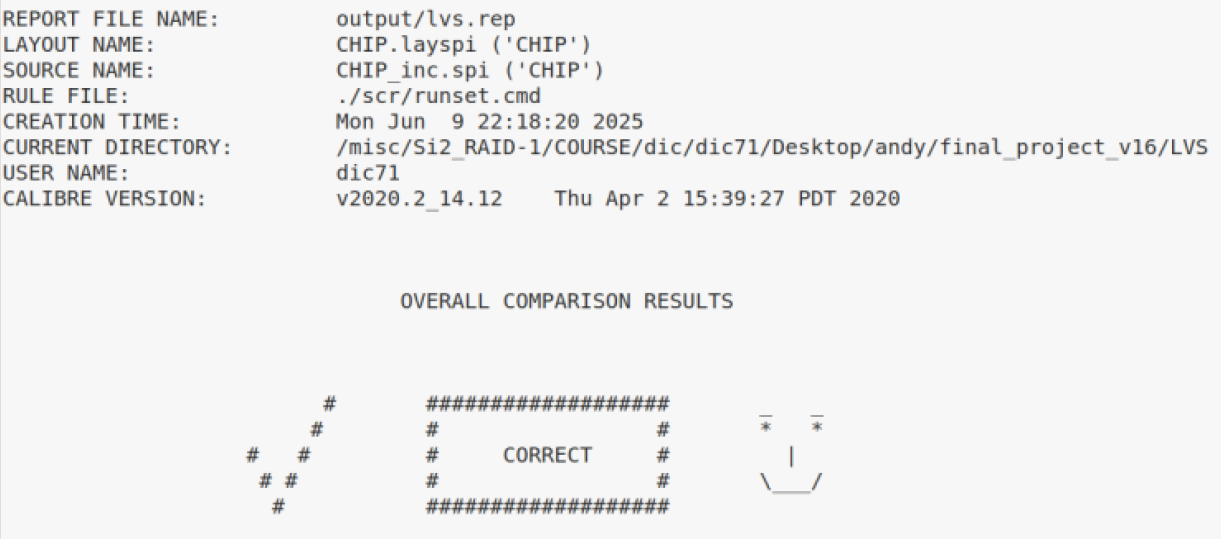 REPORT FILE NAME:         output/lvs.rep
LAYOUT NAME:              CHIP.layspi ('CHIP')
SOURCE NAME:              CHIP_inc.spi ('CHIP')
RULE FILE:                ./scr/runset.cmd
CREATION TIME:            Mon Jun  9 22:18:20 2025
CURRENT DIRECTORY:        /misc/Si2_RAID-1/COURSE/dic/dic71/Desktop/andy/final_project_v16/LVS
USER NAME:                dic71
CALIBRE VERSION:          v2020.2_14.12    Thu Apr 2 15:39:27 PDT 2020
                               OVERALL COMPARISON RESULTS
                         #       ###################       _   _
                        #        #                 #       *   *
                   #   #         #     CORRECT     #         |
                    # #          #                 #       \___/
                     #           ###################